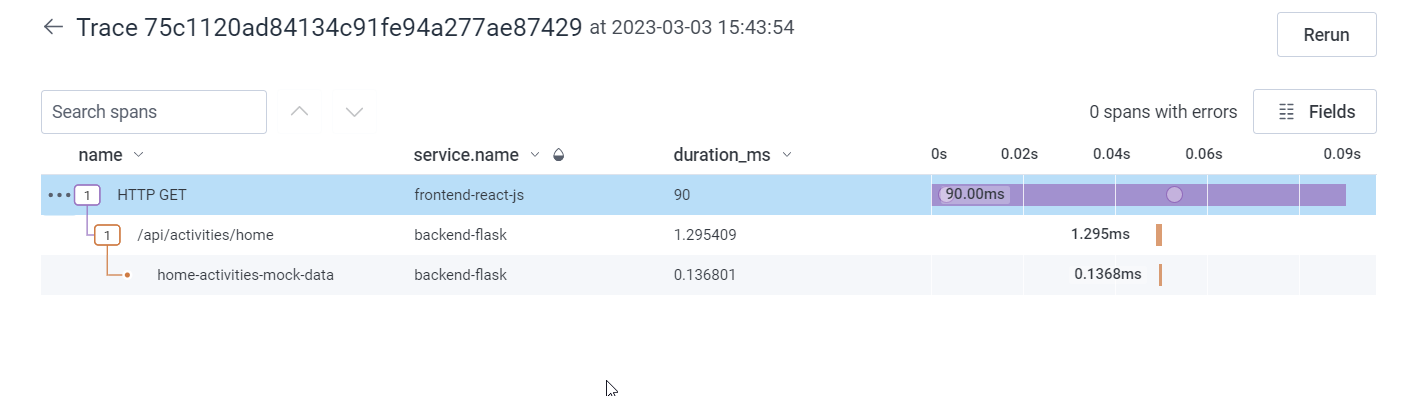 Trace 75c1120ad84134c91fe94a277ae87429 at 2023-03-03 15:43:54
Rerun
Search spans
0 spans with errors
Fields
name service.name duration_ms 0s 0.02s 0.04s 0.06s 0.09s
1 HTTP GET frontend-react-js 90 90.00ms
1 /api/activities/home backend-flask 1.295409 1.295ms
home-activities-mock-data backend-flask 0.136801 0.1368ms